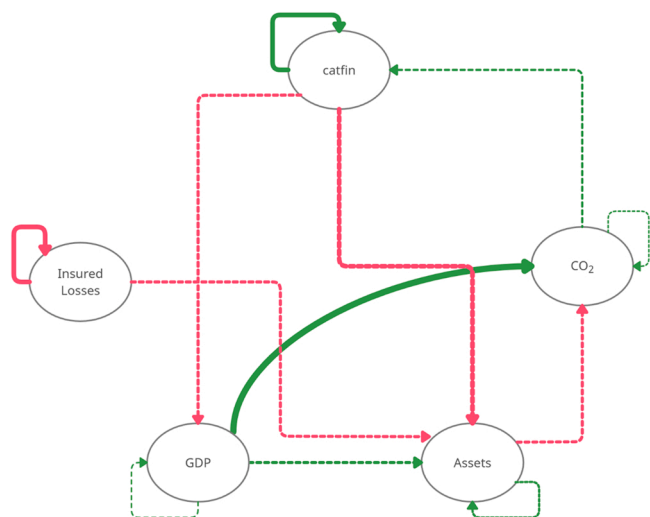 catfin
CO₂
Insured
Losses
GDP
Assets